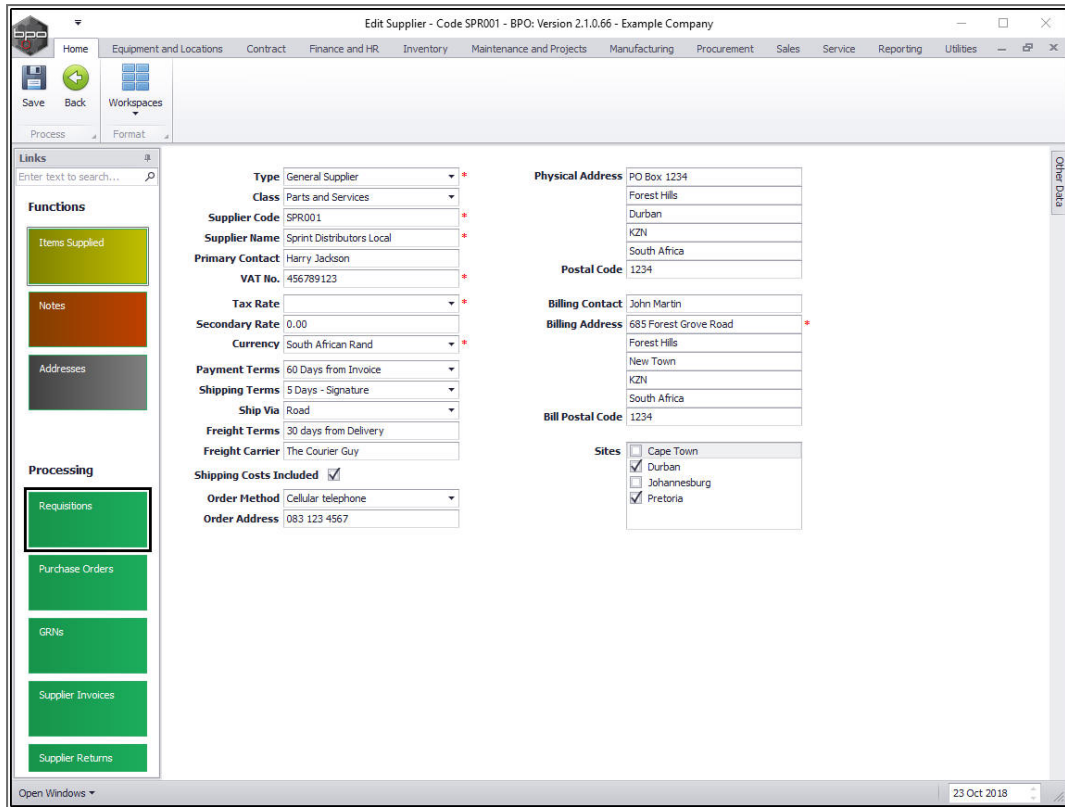 Edit Supplier - Code SPR001 - BPO: Version 2.1.0.66 - Example Company
bpo
Home Equipment and Locations Contract Finance and HR Inventory Maintenance and Projects Manufacturing Procurement Sales Service Reporting Utilities
Save Back Workspaces
Process Format
Links
Enter text to search...
Functions
Items Supplied
Notes
Addresses
Processing
Requisitions
Purchase Orders
GRNs
Supplier Invoices
Supplier Returns
Type General Supplier *
Class Parts and Services
Supplier Code SPR001 *
Supplier Name Sprint Distributors Local *
Primary Contact Harry Jackson
VAT No. 456789123 *
Tax Rate *
Secondary Rate 0.00
Currency South African Rand *
Payment Terms 60 Days from Invoice
Shipping Terms 5 Days - Signature
Ship Via Road
Freight Terms 30 days from Delivery
Freight Carrier The Courier Guy
Shipping Costs Included
Order Method Cellular telephone
Order Address 083 123 4567
Physical Address PO Box 1234
Forest Hills
Durban
KZN
South Africa
Postal Code 1234
Billing Contact John Martin
Billing Address 685 Forest Grove Road *
Forest Hills
New Town
KZN
South Africa
Bill Postal Code 1234
Sites Cape Town
Durban
Johannesburg
Pretoria
Other Data
Open Windows 23 Oct 2018